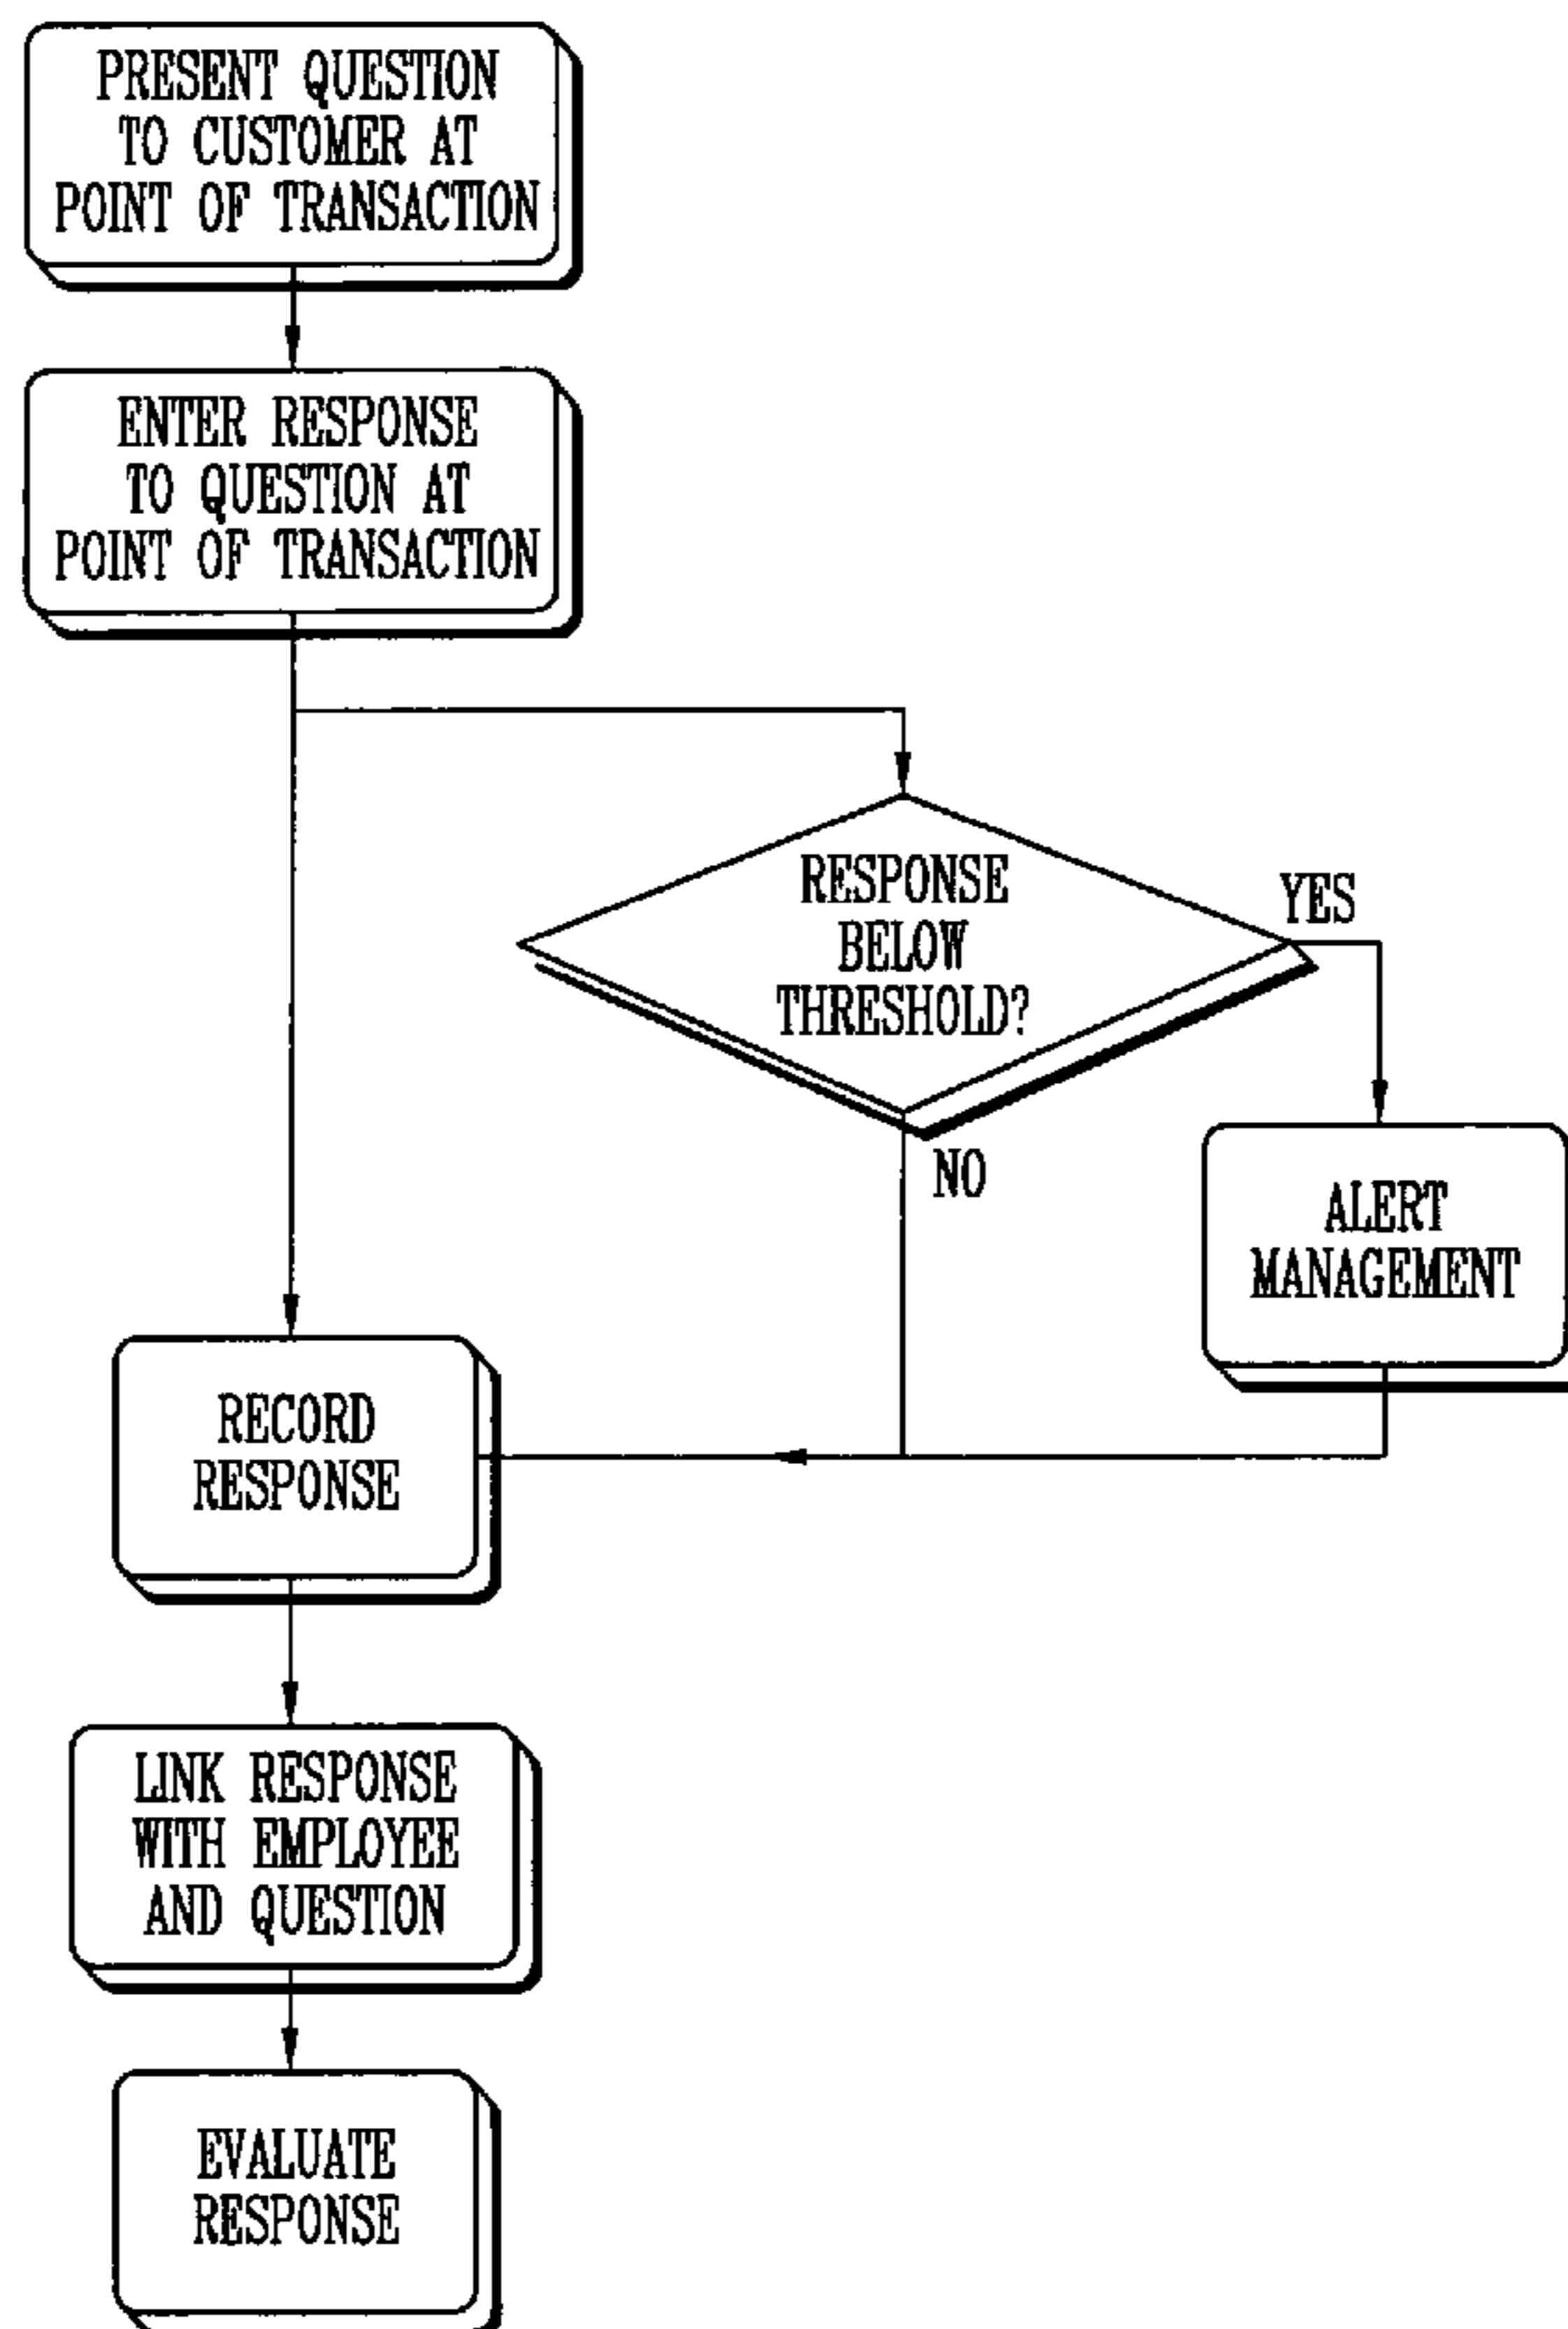 PRESENT QUESTION
TO CUSTOMER AT
POINT OF TRANSACTION
ENTER RESPONSE
TO QUESTION AT
POINT OF TRANSACTION
RESPONSE
BELOW
THRESHOLD?
YES
NO
ALERT
MANAGEMENT
RECORD
RESPONSE
LINK RESPONSE
WITH EMPLOYEE
AND QUESTION
EVALUATE
RESPONSE